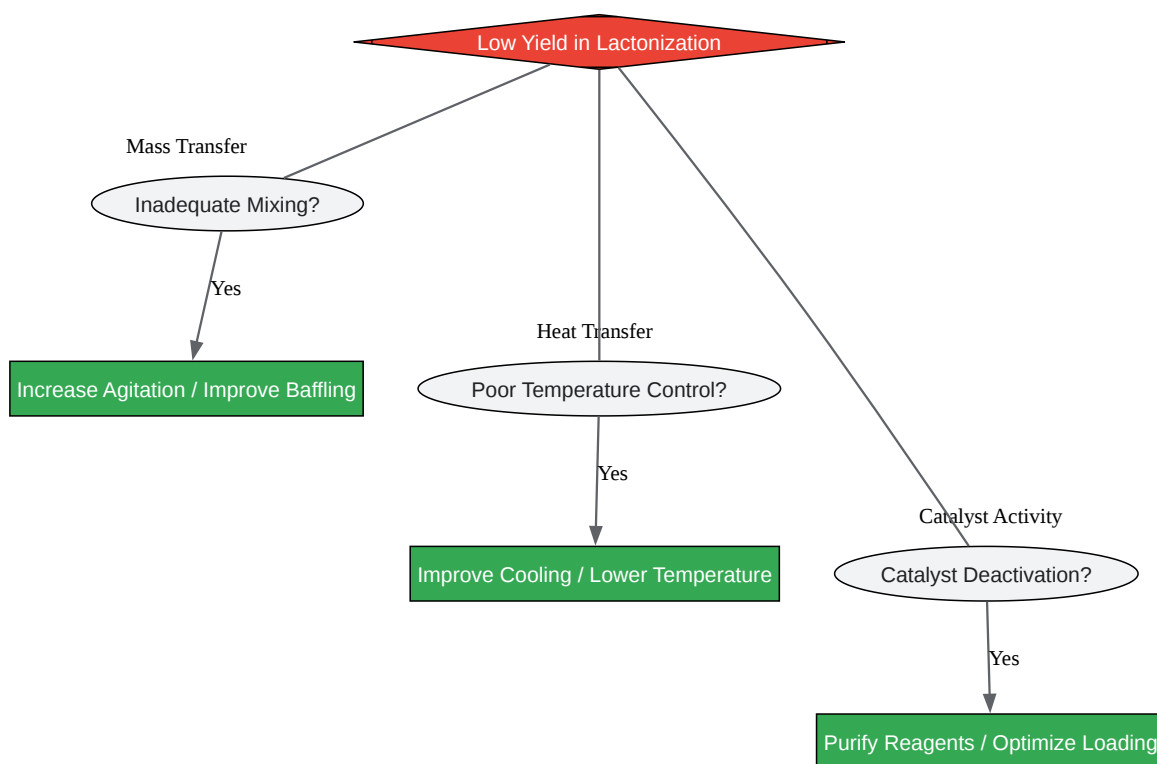 Low Yield in Lactonization
Mass Transfer
Inadequate Mixing?
Yes
Increase Agitation / Improve Baffling
Heat Transfer
Poor Temperature Control?
Yes
Improve Cooling / Lower Temperature
Catalyst Activity
Catalyst Deactivation?
Yes
Purify Reagents / Optimize Loading